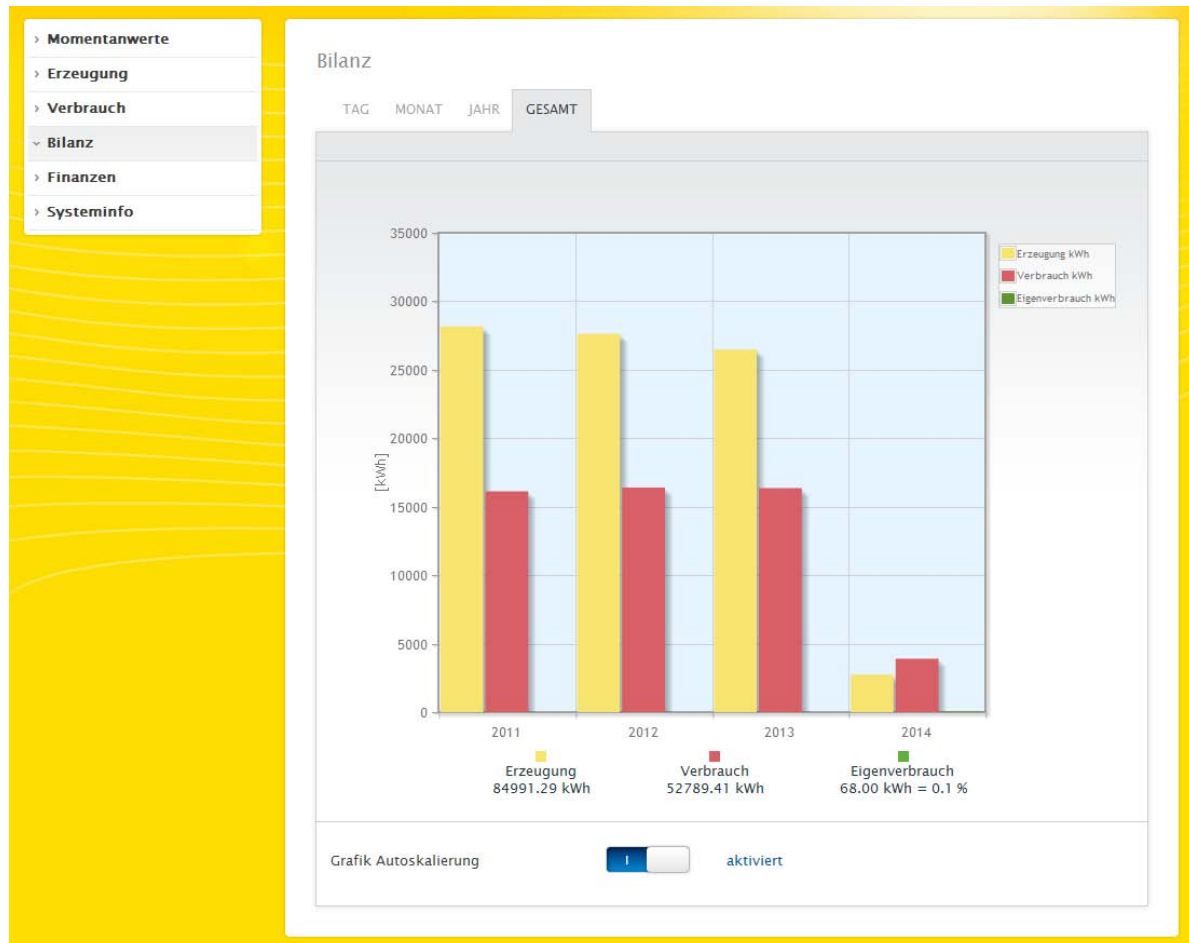 Momentanwerte
Erzeugung
Verbrauch
Bilanz
Finanzen
Systeminfo
Bilanz
TAG MONAT JAHR GESAMT
35000
30000
25000
20000
15000
10000
5000
0
[kWh]
Erzeugung kWh
Verbrauch kWh
Eigenverbrauch kWh
2011 2012 2013 2014
Erzeugung
84991.29 kWh
Verbrauch
52789.41 kWh
Eigenverbrauch
68.00 kWh = 0.1 %
Grafik Autoskalierung
I
aktiviert